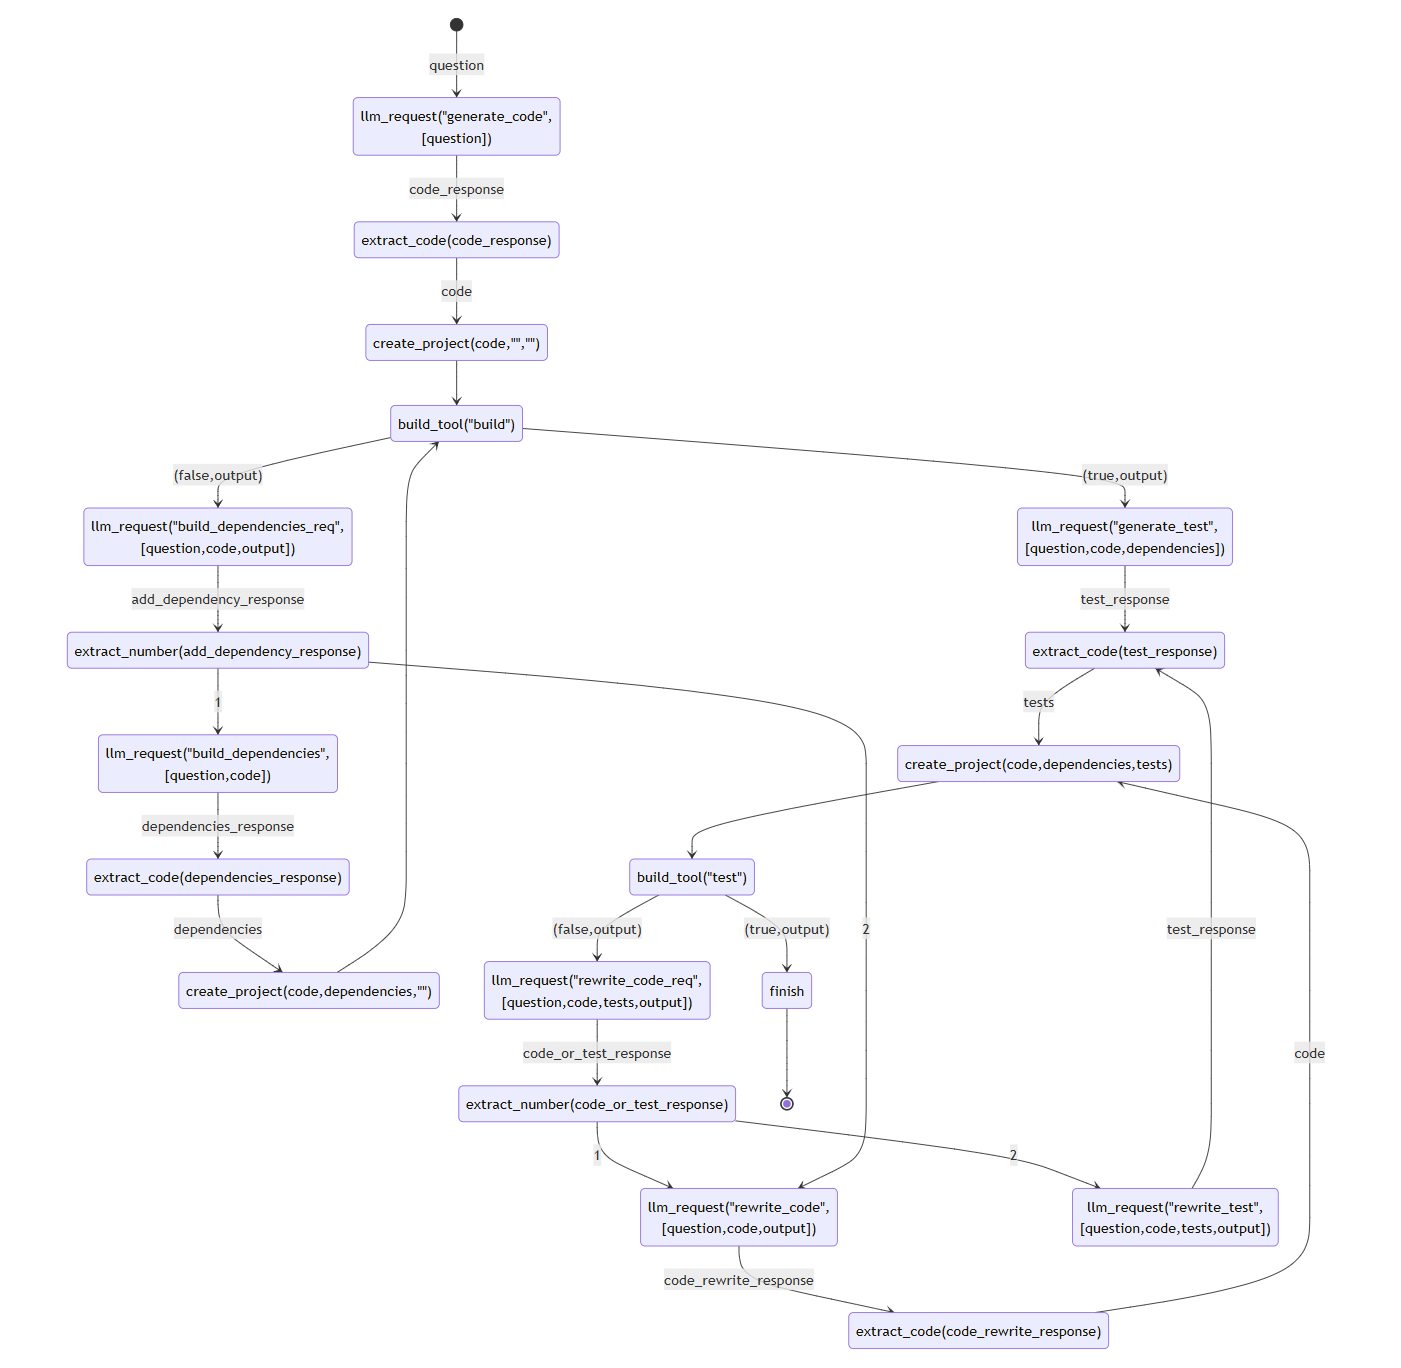 question
llm_request("generate_code",
[question])
code_response
extract_code(code_response)
code
create_project(code,"","")
build_tool("build")
(false,output)
(true,output)
llm_request("build_dependencies_req",
[question,code,output])
llm_request("generate_test",
[question,code,dependencies])
add_dependency_response
test_response
extract_number(add_dependency_response)
extract_code(test_response)
1
tests
llm_request("build_dependencies",
[question,code])
create_project(code,dependencies,tests)
dependencies_response
extract_code(dependencies_response)
build_tool("test")
dependencies
(false,output)
(true,output)
2
test_response
create_project(code,dependencies,"")
llm_request("rewrite_code_req",
[question,code,tests,output])
finish
code_or_test_response
code
extract_number(code_or_test_response)
1
2
llm_request("rewrite_code",
[question,code,output])
llm_request("rewrite_test",
[question,code,tests,output])
code_rewrite_response
extract_code(code_rewrite_response)